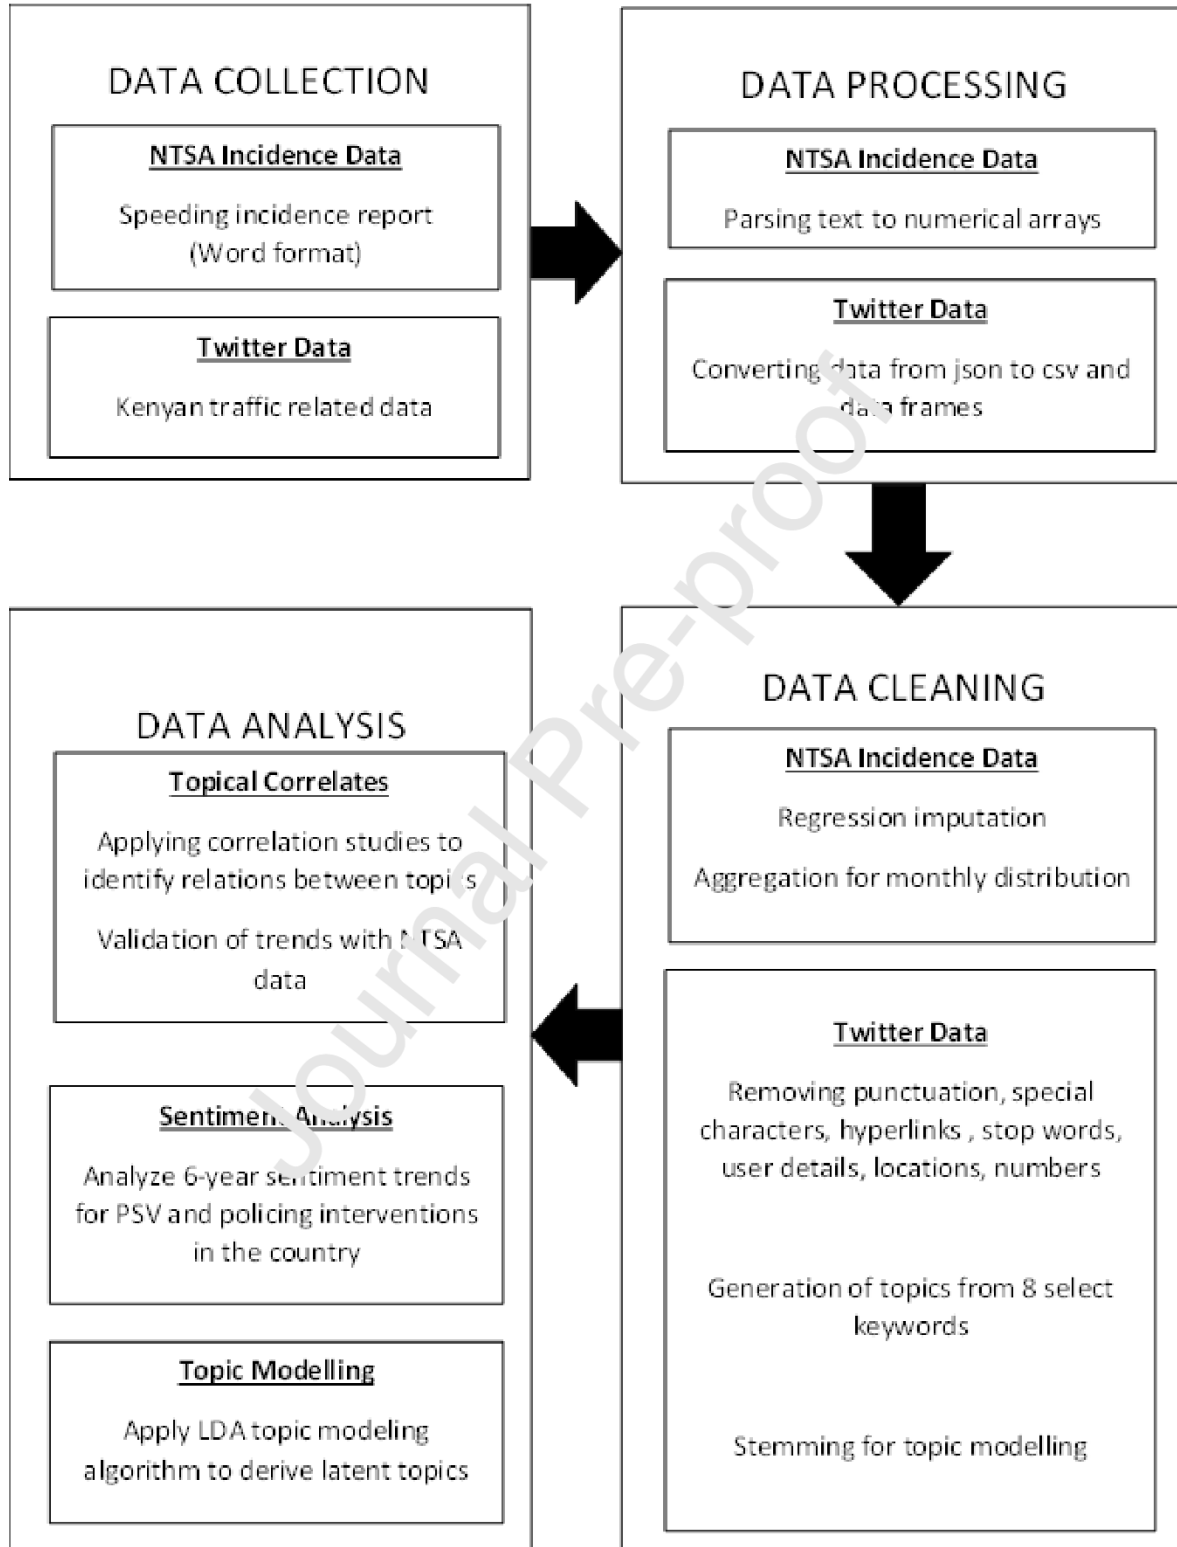 DATA COLLECTION
NTSA Incidence Data
Speeding incidence report
(Word format)
Twitter Data
Kenyan traffic related data
DATA PROCESSING
NTSA Incidence Data
Parsing text to numerical arrays
Twitter Data
Converting data from json to csv and
data frames
DATA CLEANING
NTSA Incidence Data
Regression imputation
Aggregation for monthly distribution
Twitter Data
Removing punctuation, special
characters, hyperlinks , stop words,
user details, locations, numbers
Generation of topics from 8 select
keywords
Stemming for topic modelling
DATA ANALYSIS
Topical Correlates
Applying correlation studies to
identify relations between topics
Validation of trends with NTSA
data
Sentiment Analysis
Analyze 6-year sentiment trends
for PSV and policing interventions
in the country
Topic Modelling
Apply LDA topic modeling
algorithm to derive latent topics
Journal Pre-proof